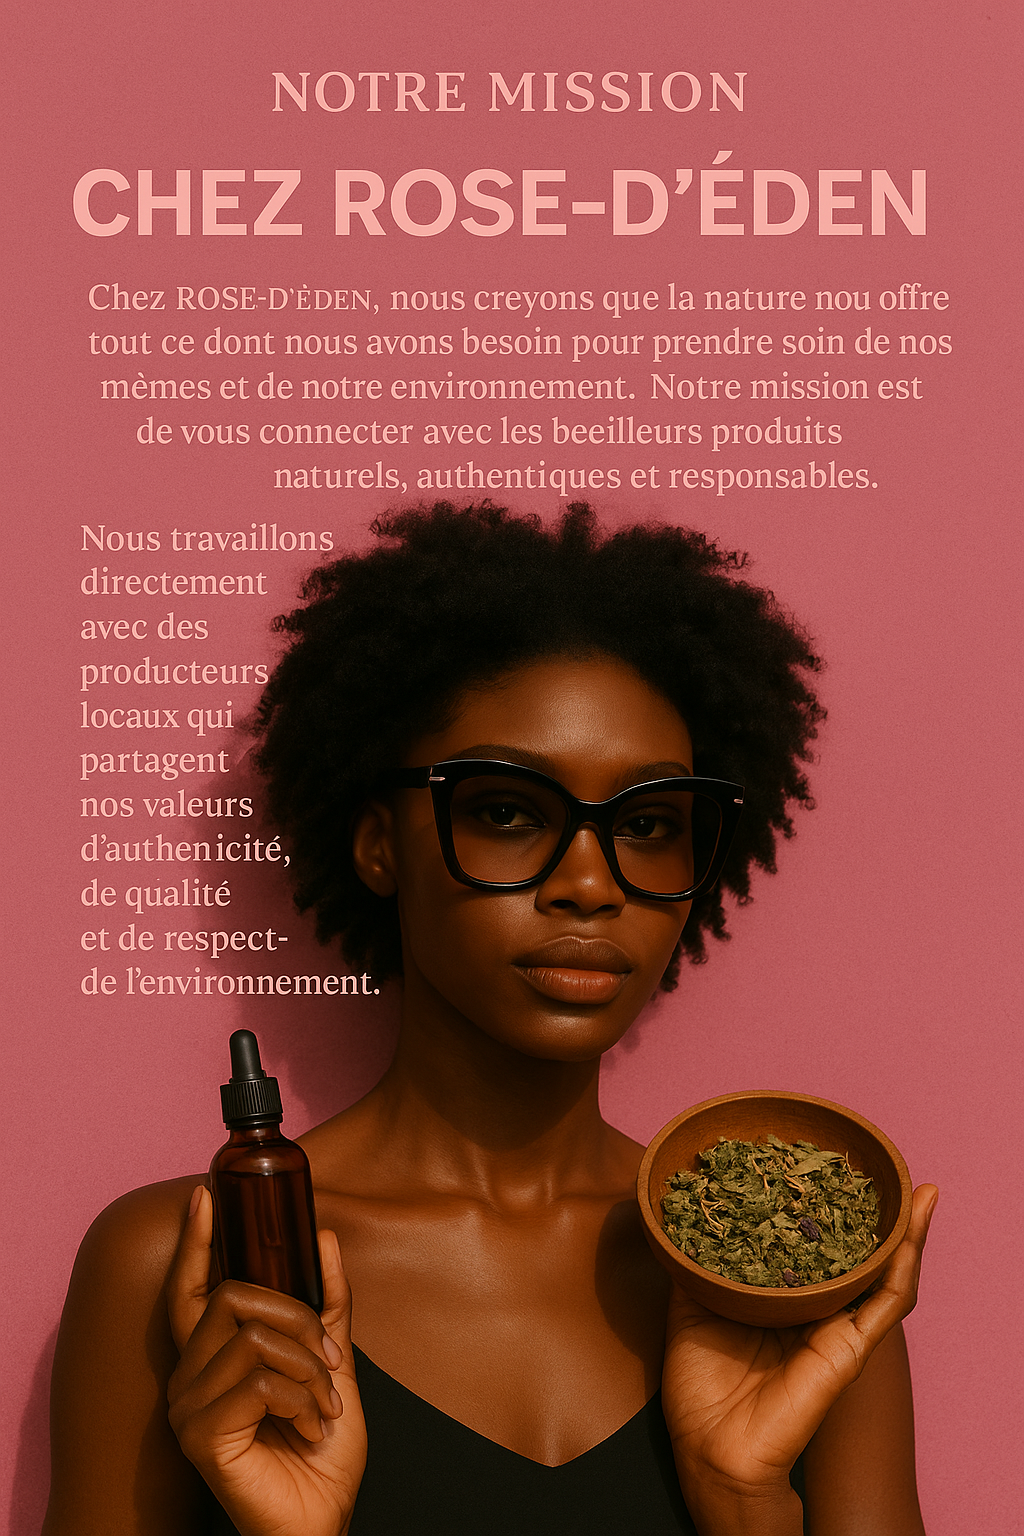 NOTRE MISSION
CHEZ ROSE-D’ÉDEN
Chez ROSE-D’ÈDEN, nous creyons que la nature nou offre
tout ce dont nous avons besoin pour prendre soin de nos
mèmes et de notre environnement. Notre mission est
de vous connecter avec les beeilleurs produits
naturels, authentiques et responsables.
Nous travaillons
directement
avec des
producteurs
locaux qui
partagent
nos valeurs
d’authenicité,
de qualité
et de respect-
de l’environnement.